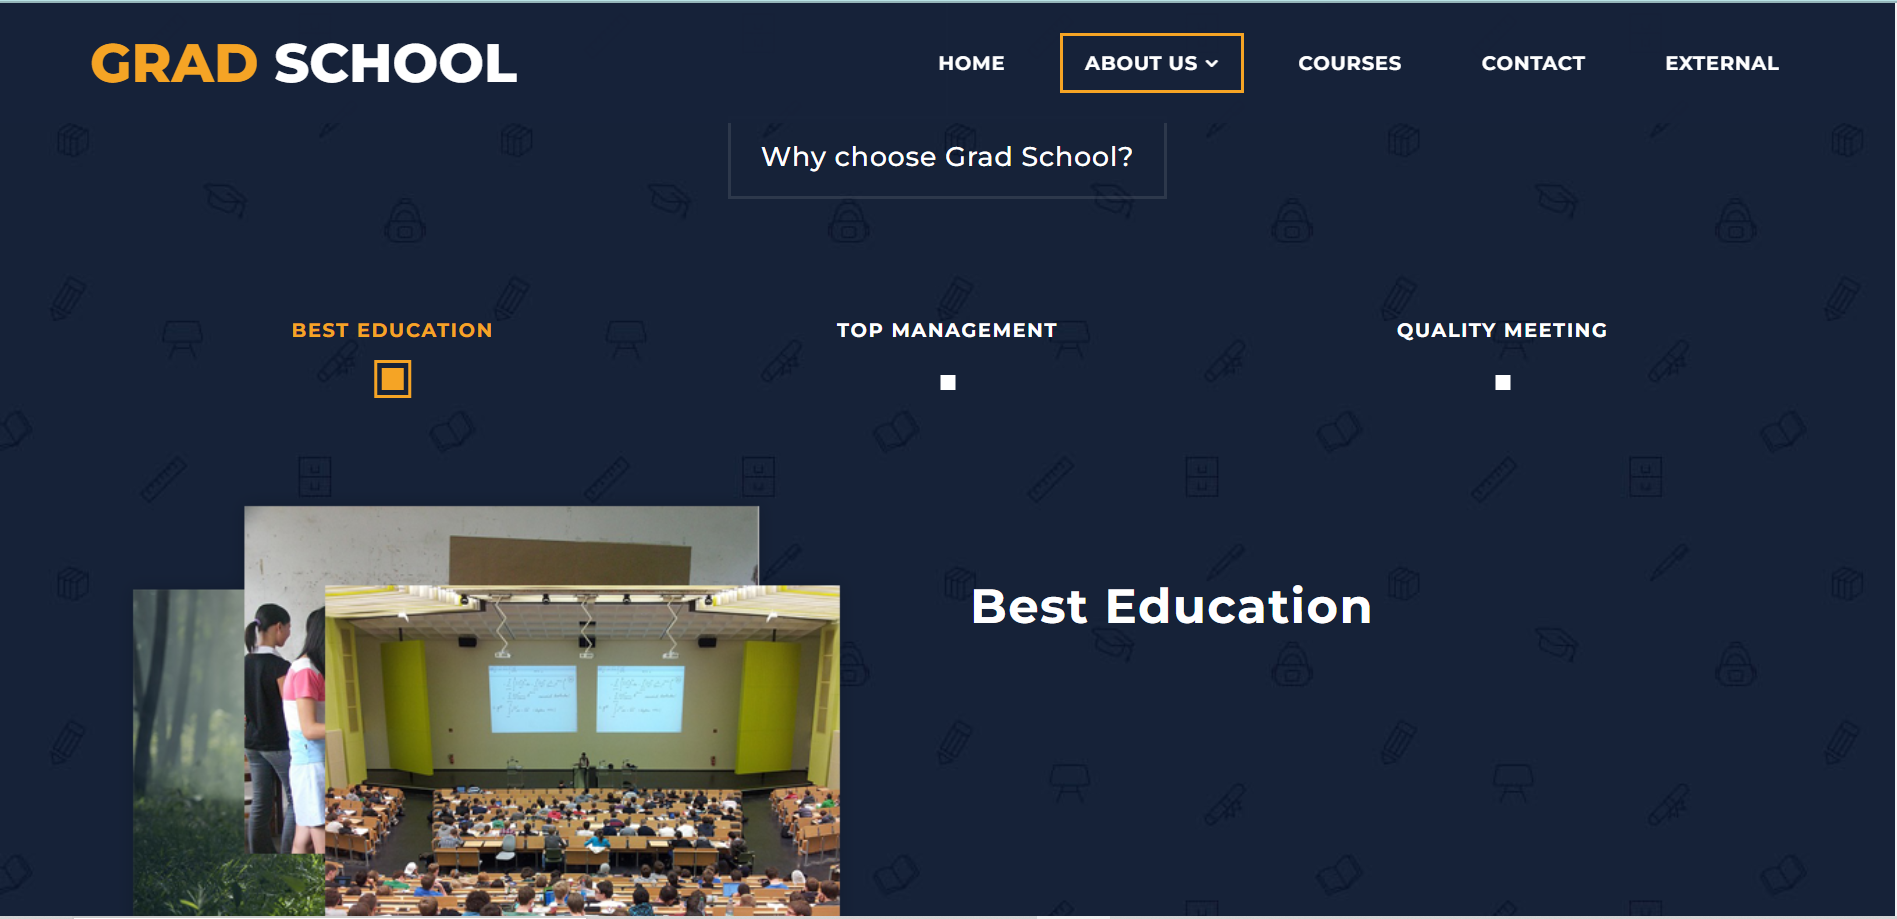 GRAD SCHOOL
HOME
ABOUT US
COURSES
CONTACT
EXTERNAL
Why choose Grad School?
BEST EDUCATION
TOP MANAGEMENT
QUALITY MEETING
Best Education